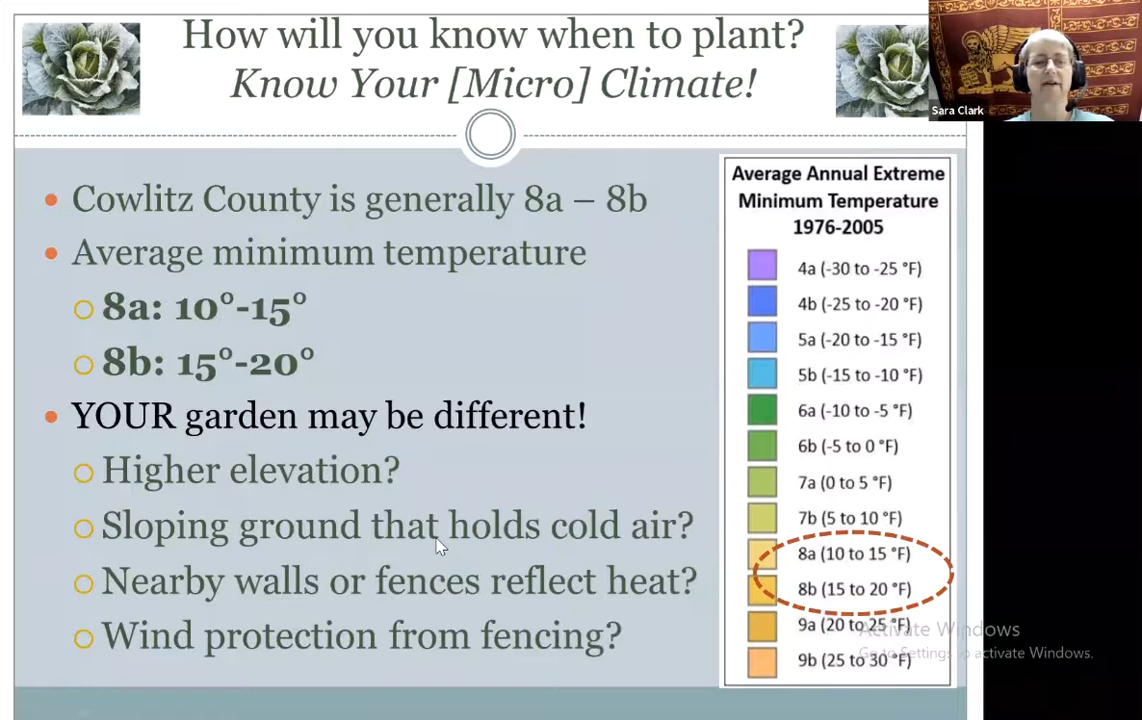 How will you know when to plant?
Know Your [Micro] Climate!
Sara Clark
• Cowlitz County is generally 8a – 8b
• Average minimum temperature
○ 8a: 10°-15°
○ 8b: 15°-20°
• YOUR garden may be different!
○ Higher elevation?
○ Sloping ground that holds cold air?
○ Nearby walls or fences reflect heat?
○ Wind protection from fencing?
Average Annual Extreme
Minimum Temperature
1976-2005
4a (-30 to -25 °F)
4b (-25 to -20 °F)
5a (-20 to -15 °F)
5b (-15 to -10 °F)
6a (-10 to -5 °F)
6b (-5 to 0 °F)
7a (0 to 5 °F)
7b (5 to 10 °F)
8a (10 to 15 °F)
8b (15 to 20 °F)
9a (20 to 25 °F)
9b (25 to 30 °F)
Activate Windows
Go to Settings to activate Windows.